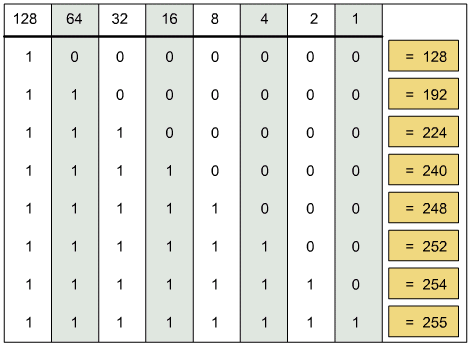 128 64 32 16 8 4 2 1
1 0 0 0 0 0 0 0 = 128
1 1 0 0 0 0 0 0 = 192
1 1 1 0 0 0 0 0 = 224
1 1 1 1 0 0 0 0 = 240
1 1 1 1 1 0 0 0 = 248
1 1 1 1 1 1 0 0 = 252
1 1 1 1 1 1 1 0 = 254
1 1 1 1 1 1 1 1 = 255